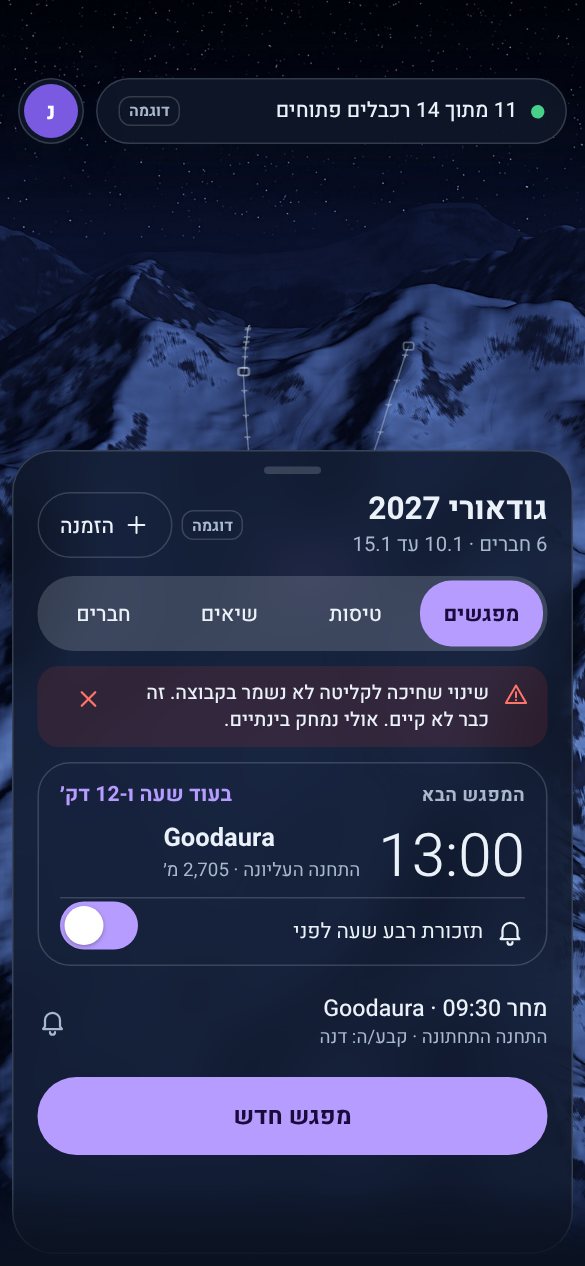 11 מתוך 14 רכבלים פתוחים
דוגמה
נ
גודאורי 2027
6 חברים · 10.1 עד 15.1
דוגמה
הזמנה
מפגשים
טיסות
שיאים
חברים
שינוי שחיכה לקליטה לא נשמר בקבוצה. זה
כבר לא קיים. אולי נמחק בינתיים.
המפגש הבא
בעוד שעה ו-12 דק׳
13:00
Goodaura
התחנה העליונה · 2,705 מ׳
תזכורת רבע שעה לפני
מחר 09:30 · Goodaura
התחנה התחתונה · קבע/ה: דנה
מפגש חדש